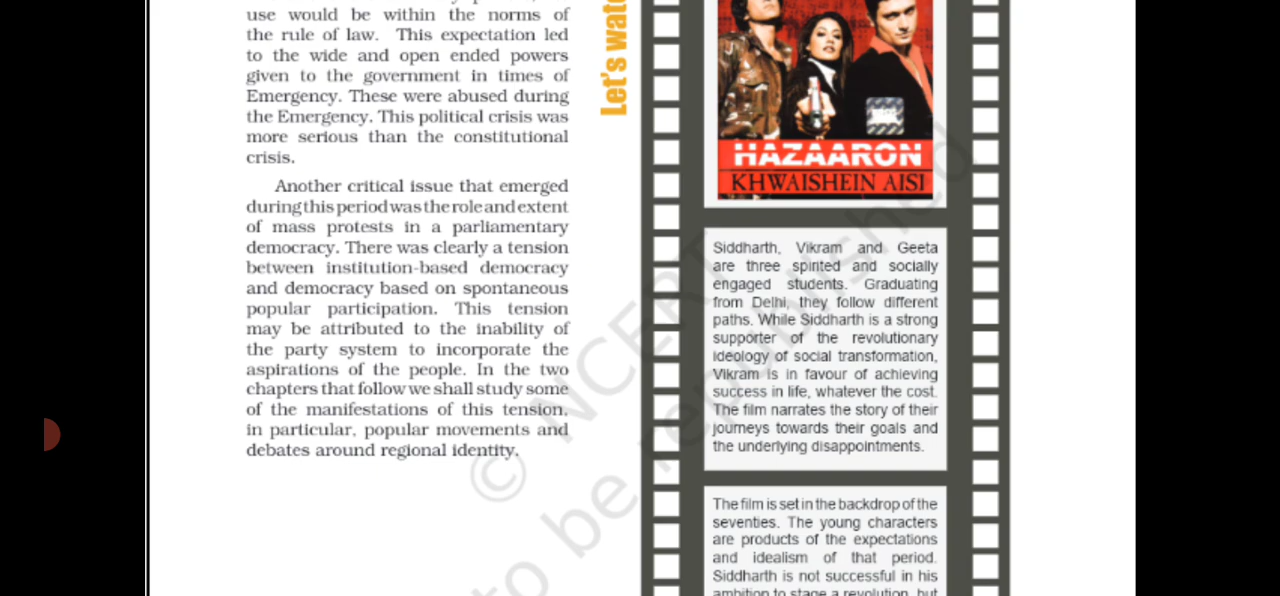 use would be within the norms of
the rule of law. This expectation led
to the wide and open ended powers
given to the government in times of
Emergency. These were abused during
the Emergency. This political crisis was
more serious than the constitutional
crisis.
Another critical issue that emerged
during this period was the role and extent
of mass protests in a parliamentary
democracy. There was clearly a tension
between institution-based democracy
and democracy based on spontaneous
popular participation. This tension
may be attributed to the inability of
the party system to incorporate the
aspirations of the people. In the two
chapters that follow we shall study some
of the manifestations of this tension,
in particular, popular movements and
debates around regional identity.
Let's
HAZAARON
KHWAISHEIN AISI
Siddharth, Vikram and Geeta
are three spirited and socially
engaged students. Graduating
from Delhi, they follow different
paths. While Siddharth is a strong
supporter of the revolutionary
ideology of social transformation,
Vikram is in favour of achieving
success in life, whatever the cost.
The film narrates the story of their
journeys towards their goals and
the underlying disappointments.
The film is set in the backdrop of the
seventies. The young characters
are products of the expectations
and idealism of that period.
Siddharth is not successful in his
ambition to stage a revolution, but
© NCERT
to be republished